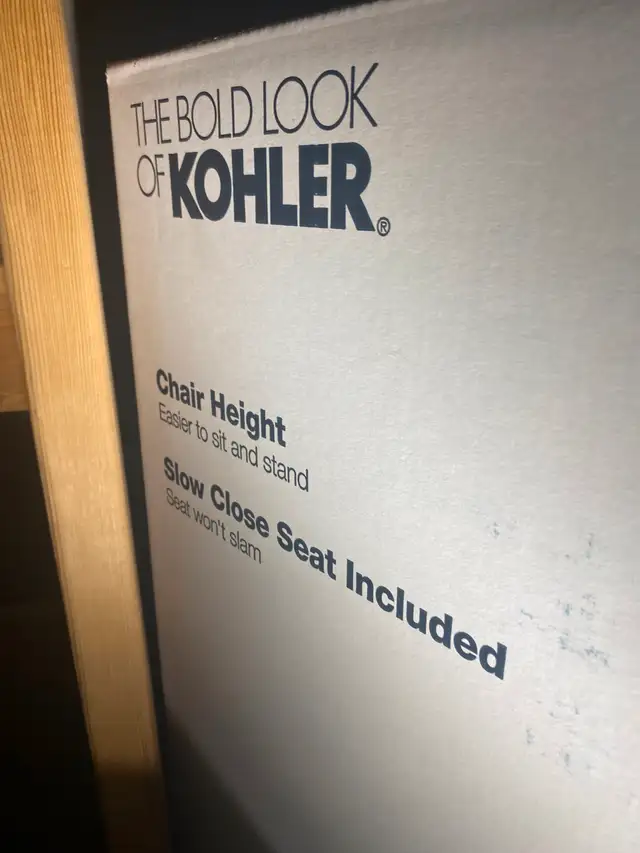 THE BOLD LOOK
OF KOHLER®
Chair Height
Easier to sit and stand
Slow Close Seat Included
Seat won't slam